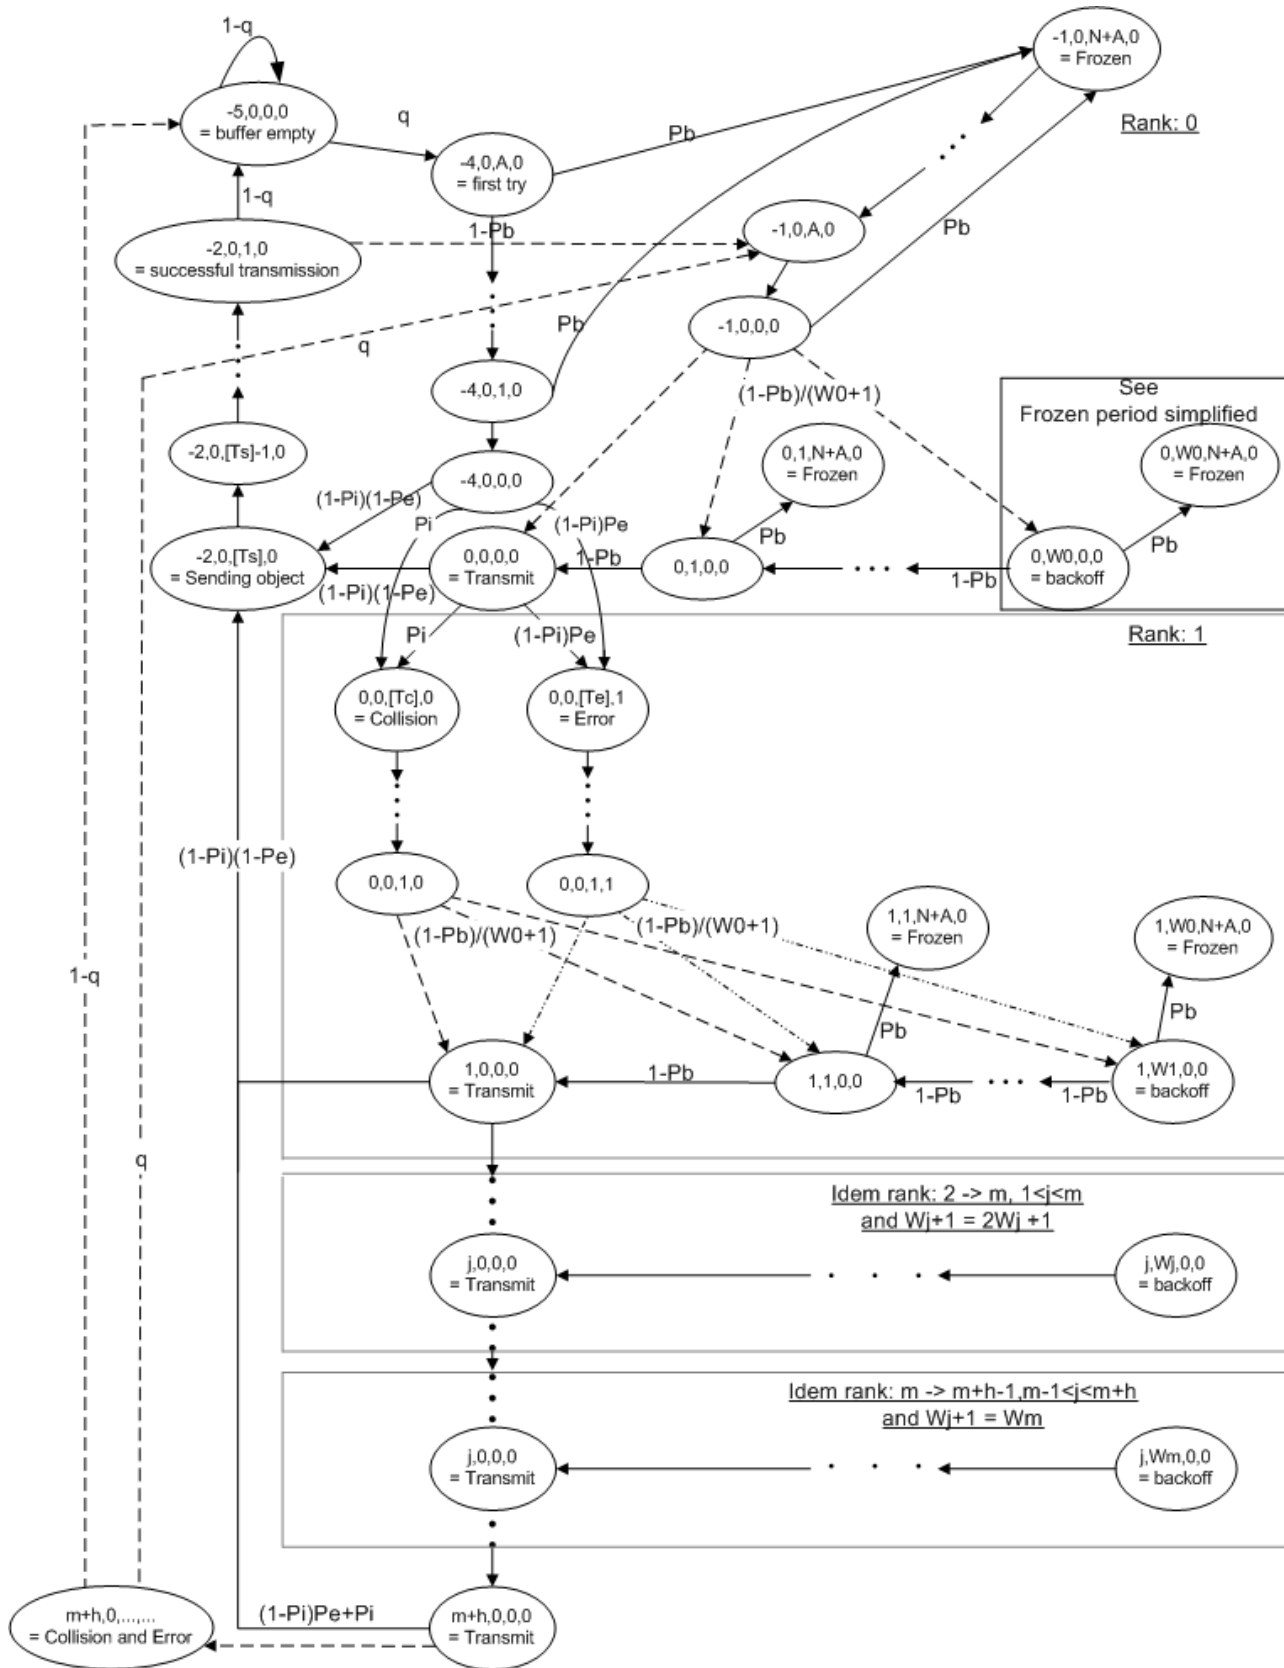 1-q
-5,0,0,0
= buffer empty
q
-4,0,A,0
= first try
Pb
-1,0,N+A,0
= Frozen
Rank: 0
1-q
-2,0,1,0
= successful transmission
1-Pb
-1,0,A,0
Pb
-1,0,0,0
Pb
q
-4,0,1,0
(1-Pb)/(W0+1)
See
Frozen period simplified
-2,0,[Ts]-1,0
-4,0,0,0
0,1,N+A,0
= Frozen
0,W0,N+A,0
= Frozen
(1-Pi)(1-Pe)
Pi
(1-Pi)Pe
Pb
Pb
-2,0,[Ts],0
= Sending object
0,0,0,0
= Transmit
1-Pb
0,1,0,0
0,W0,0,0
= backoff
1-Pb
(1-Pi)(1-Pe)
Pi
(1-Pi)Pe
Rank: 1
0,0,[Tc],0
= Collision
0,0,[Te],1
= Error
(1-Pi)(1-Pe)
0,0,1,0
0,0,1,1
(1-Pb)/(W0+1)
(1-Pb)/(W0+1)
1,1,N+A,0
= Frozen
1,W0,N+A,0
= Frozen
1-q
Pb
Pb
1,0,0,0
= Transmit
1-Pb
1,1,0,0
1-Pb
1-Pb
1,W1,0,0
= backoff
q
Idem rank: 2 -> m, 1<j<m
and Wj+1 = 2Wj +1
j,0,0,0
= Transmit
j,Wj,0,0
= backoff
Idem rank: m -> m+h-1,m-1<j<m+h
and Wj+1 = Wm
j,0,0,0
= Transmit
j,Wm,0,0
= backoff
m+h,0,...,...
= Collision and Error
(1-Pi)Pe+Pi
m+h,0,0,0
= Transmit